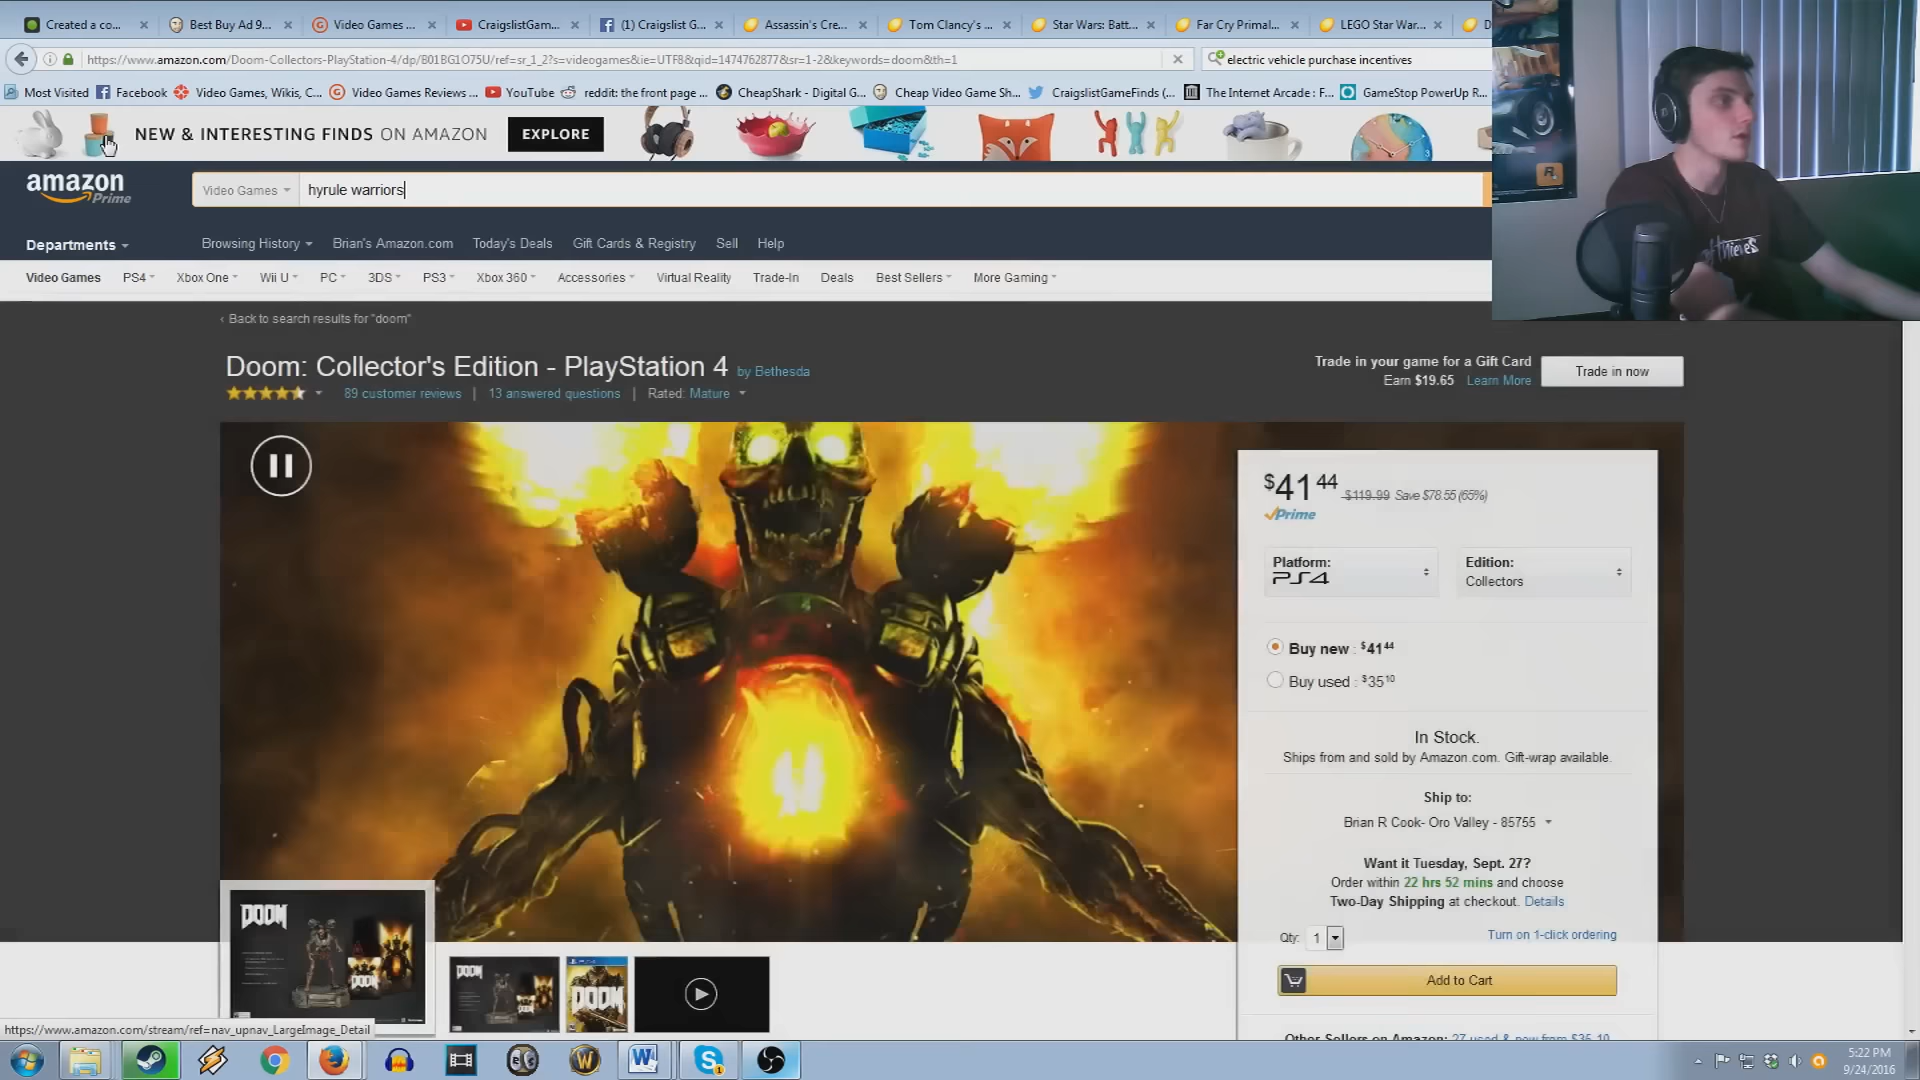 Created a co...
Best Buy Ad 9...
Video Games ...
CraigslistGam...
(1) Craigslist G...
Assassin's Cre...
Tom Clancy's ...
Star Wars: Batt...
Far Cry Primal...
LEGO Star War...
D
https://www.amazon.com/Doom-Collectors-PlayStation-4/dp/B01BG1O75U/ref=sr_1_2?s=videogames&ie=UTF8&qid=1474762877&sr=1-2&keywords=doom&th=1
electric vehicle purchase incentives
Most Visited
Facebook
Video Games, Wikis, C...
Video Games Reviews ...
YouTube
reddit: the front page ...
CheapShark - Digital G...
Cheap Video Game Sh...
CraigslistGameFinds (...
The Internet Arcade : F...
GameStop PowerUp R...
NEW & INTERESTING FINDS ON AMAZON
EXPLORE
amazon
Prime
Video Games
hyrule warriors
Departments
Browsing History
Brian's Amazon.com
Today's Deals
Gift Cards & Registry
Sell
Help
Video Games
PS4
Xbox One
Wii U
PC
3DS
PS3
Xbox 360
Accessories
Virtual Reality
Trade-In
Deals
Best Sellers
More Gaming
‹ Back to search results for "doom"
Doom: Collector's Edition - PlayStation 4 by Bethesda
89 customer reviews | 13 answered questions | Rated: Mature
Trade in your game for a Gift Card
Earn $19.65 Learn More
Trade in now
$41 44 $119.99 Save $78.55 (65%)
Prime
Platform:
PS4
Edition:
Collectors
Buy new : $41 44
Buy used : $35 10
In Stock.
Ships from and sold by Amazon.com. Gift-wrap available.
Ship to:
Brian R Cook- Oro Valley - 85755
Want it Tuesday, Sept. 27?
Order within 22 hrs 52 mins and choose
Two-Day Shipping at checkout. Details
Qty: 1
Turn on 1-click ordering
Add to Cart
Other Sellers on Amazon: 27 used & new from $35.10
DOOM
DOOM
DOOM
https://www.amazon.com/stream/ref=nav_upnav_LargeImage_Detail
5:22 PM
9/24/2016